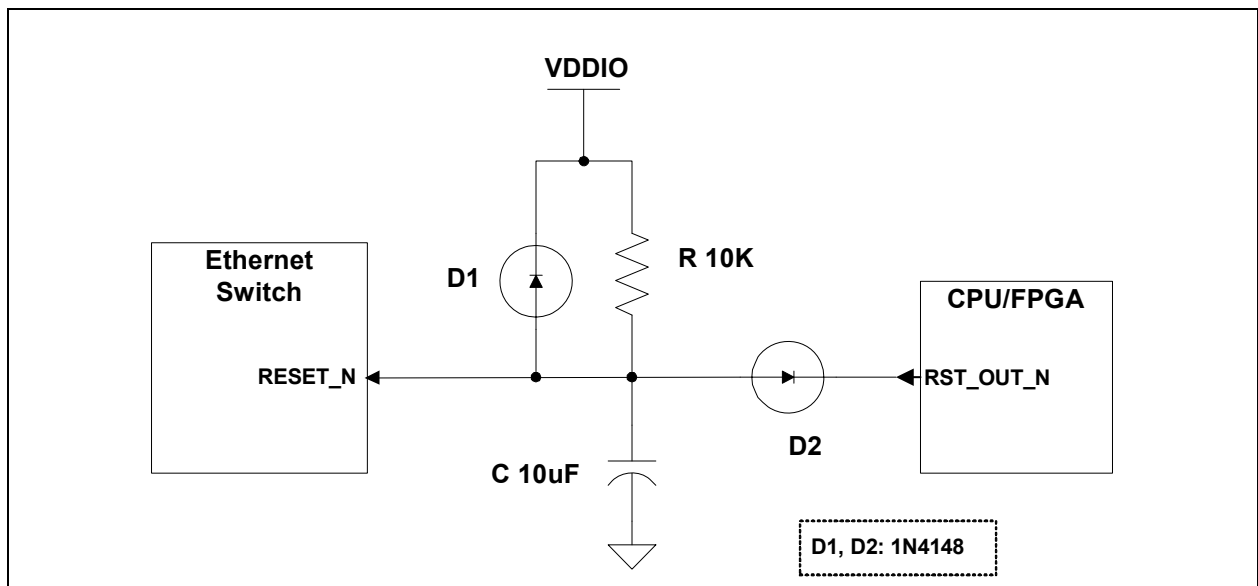 VDDIO
Ethernet
Switch
D1
R 10K
CPU/FPGA
RESET_N
RST_OUT_N
D2
C 10uF
D1, D2: 1N4148